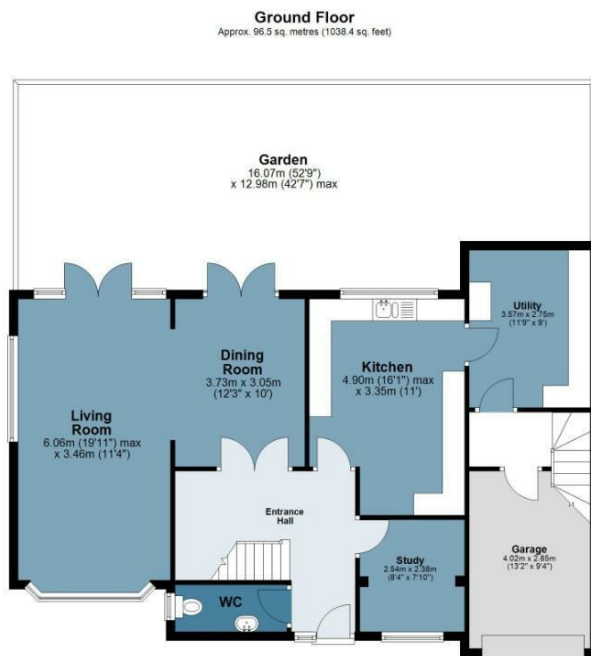 Ground Floor
Approx. 96.5 sq. metres (1038.4 sq. feet)
Garden
16.07m (52'9")
x 12.98m (42'7") max
Utility
3.57m x 2.75m
(11'9" x 9')
Dining
Room
3.73m x 3.05m
(12'3" x 10')
Kitchen
4.90m (16'1") max
x 3.35m (11')
Living
Room
6.06m (19'11") max
x 3.46m (11'4")
Entrance
Hall
Study
2.54m x 2.38m
(8'4" x 7'10")
Garage
4.02m x 2.85m
(13'2" x 9'4")
WC